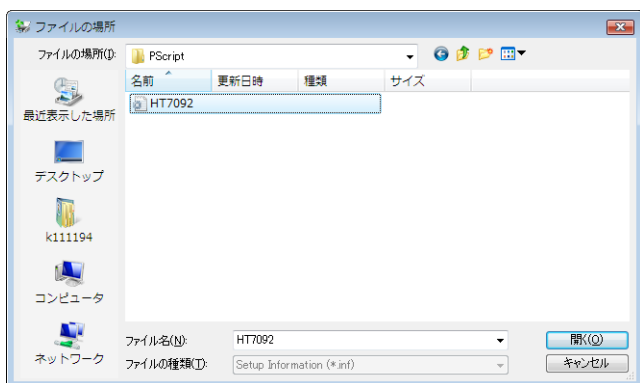 ファイルの場所
ファイルの場所(I): PScript
名前 更新日時 種類 サイズ
HT7092
最近表示した場所
デスクトップ
k111194
コンピュータ
ネットワーク
ファイル名(N): HT7092 開く(O)
ファイルの種類(T): Setup Information (*.inf) キャンセル